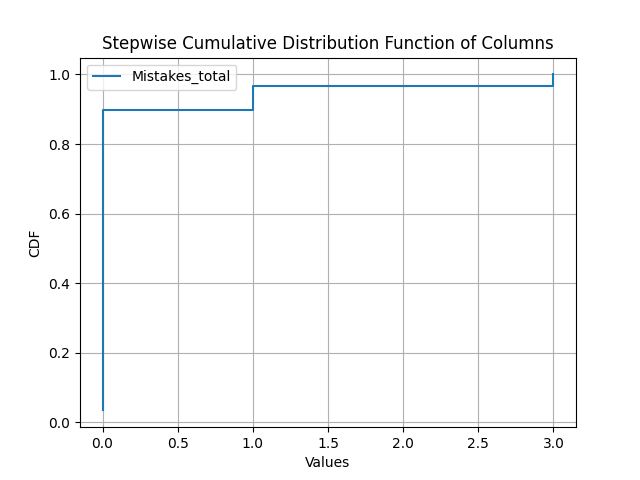 Stepwise Cumulative Distribution Function of Columns
Mistakes_total
1.0
0.8
0.6
0.4
0.2
0.0
CDF
0.0 0.5 1.0 1.5 2.0 2.5 3.0
Values